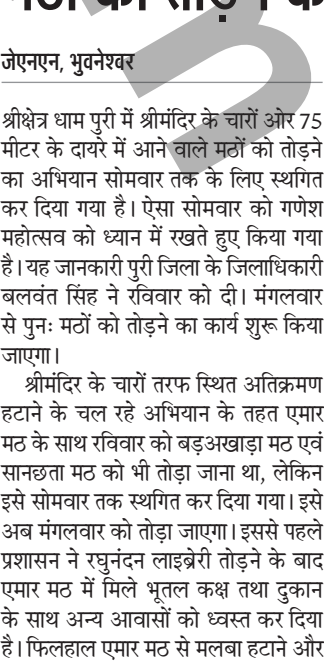 जेएनएन, भुवनेश्वर
श्रीक्षेत्र धाम पुरी में श्रीमंदिर के चारों ओर 75
मीटर के दायरे में आने वाले मठों को तोड़ने
का अभियान सोमवार तक के लिए स्थगित
कर दिया गया है। ऐसा सोमवार को गणेश
महोत्सव को ध्यान में रखते हुए किया गया
है। यह जानकारी पुरी जिला के जिलाधिकारी
बलवंत सिंह ने रविवार को दी। मंगलवार
से पुनः मठों को तोड़ने का कार्य शुरू किया
जाएगा।
श्रीमंदिर के चारों तरफ स्थित अतिक्रमण
हटाने के चल रहे अभियान के तहत एमार
मठ के साथ रविवार को बड़अखाड़ा मठ एवं
सानछता मठ को भी तोड़ा जाना था, लेकिन
इसे सोमवार तक स्थगित कर दिया गया। इसे
अब मंगलवार को तोड़ा जाएगा। इससे पहले
प्रशासन ने रघुनंदन लाइब्रेरी तोड़ने के बाद
एमार मठ में मिले भूतल कक्ष तथा दुकान
के साथ अन्य आवासों को ध्वस्त कर दिया
है। फिलहाल एमार मठ से मलबा हटाने और